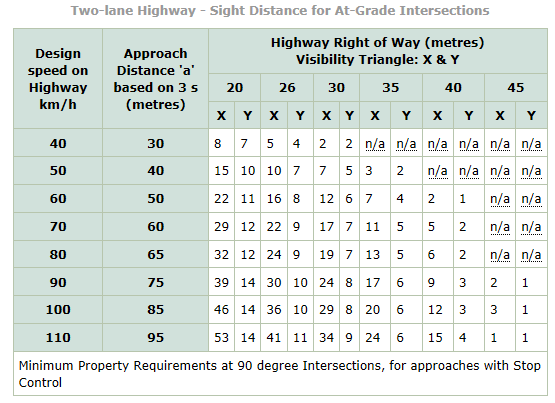 Two-lane Highway - Sight Distance for At-Grade Intersections
Design speed on Highway km/h
Approach Distance 'a' based on 3 s (metres)
Highway Right of Way (metres)
Visibility Triangle: X & Y
20 26 30 35 40 45
X Y X Y X Y X Y X Y X Y
40 30 8 7 5 4 2 2 n/a n/a n/a n/a n/a n/a
50 40 15 10 10 7 7 5 3 2 n/a n/a n/a n/a
60 50 22 11 16 8 12 6 7 4 2 1 n/a n/a
70 60 29 12 22 9 17 7 11 5 5 2 n/a n/a
80 65 32 12 24 9 19 7 13 5 6 2 n/a n/a
90 75 39 14 30 10 24 8 17 6 9 3 2 1
100 85 46 14 36 10 29 8 20 6 12 3 3 1
110 95 53 14 41 11 34 9 24 6 15 4 1 1
Minimum Property Requirements at 90 degree Intersections, for approaches with Stop
Control